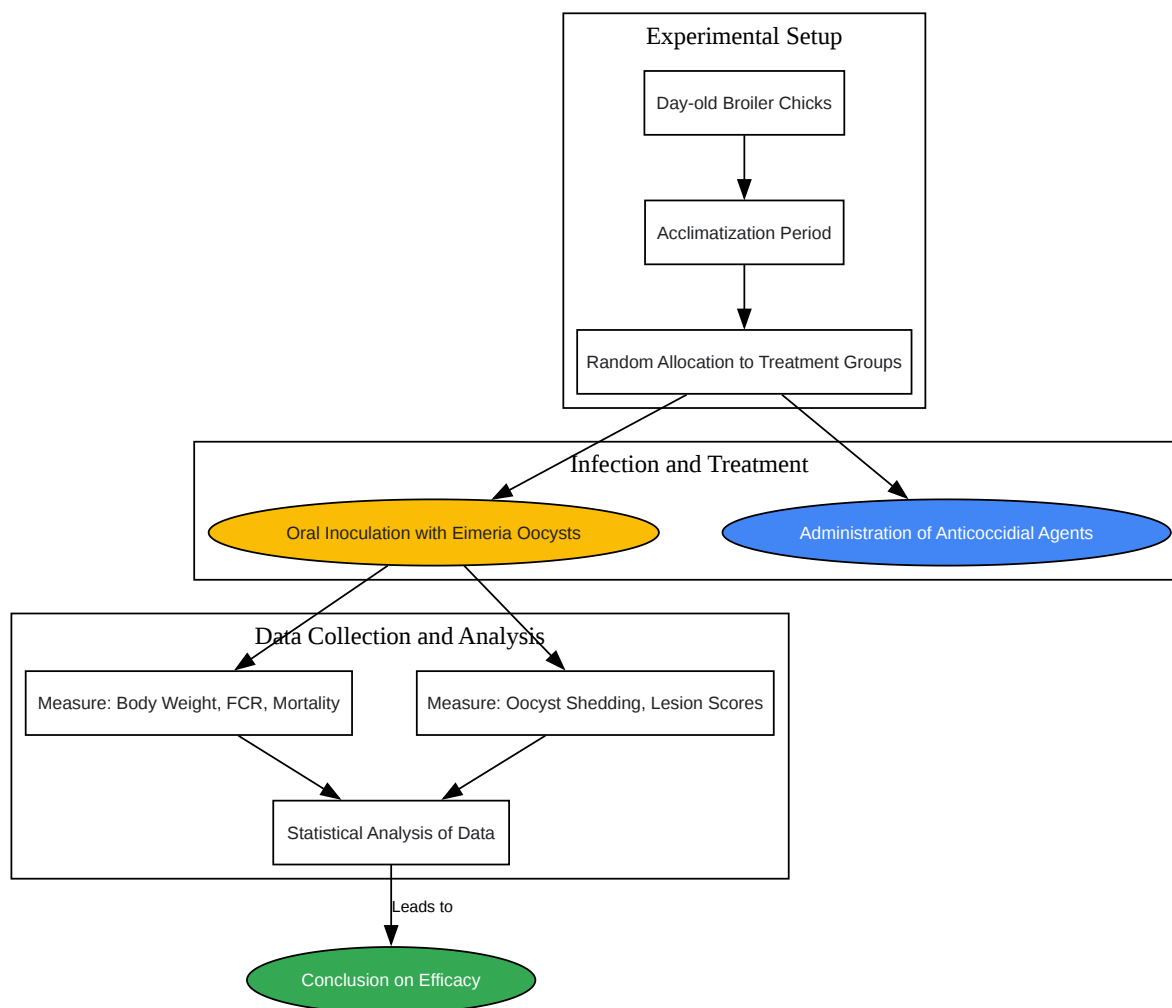 Experimental Setup
Day-old Broiler Chicks
Acclimatization Period
Random Allocation to Treatment Groups
Infection and Treatment
Oral Inoculation with Eimeria Oocysts
Administration of Anticoccidial Agents
Data Collection and Analysis
Measure: Body Weight, FCR, Mortality
Measure: Oocyst Shedding, Lesion Scores
Statistical Analysis of Data
Leads to
Conclusion on Efficacy